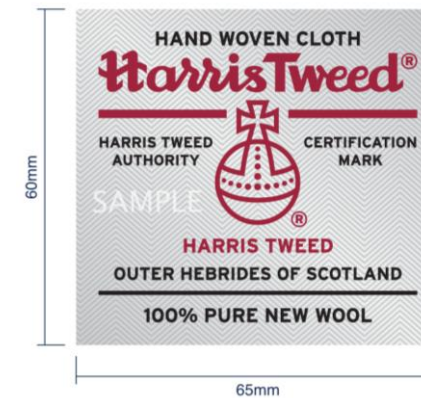 HAND WOVEN CLOTH
Harris Tweed®
HARRIS TWEED AUTHORITY
CERTIFICATION MARK
SAMPLE
®
HARRIS TWEED
OUTER HEBRIDES OF SCOTLAND
100% PURE NEW WOOL
60mm
65mm